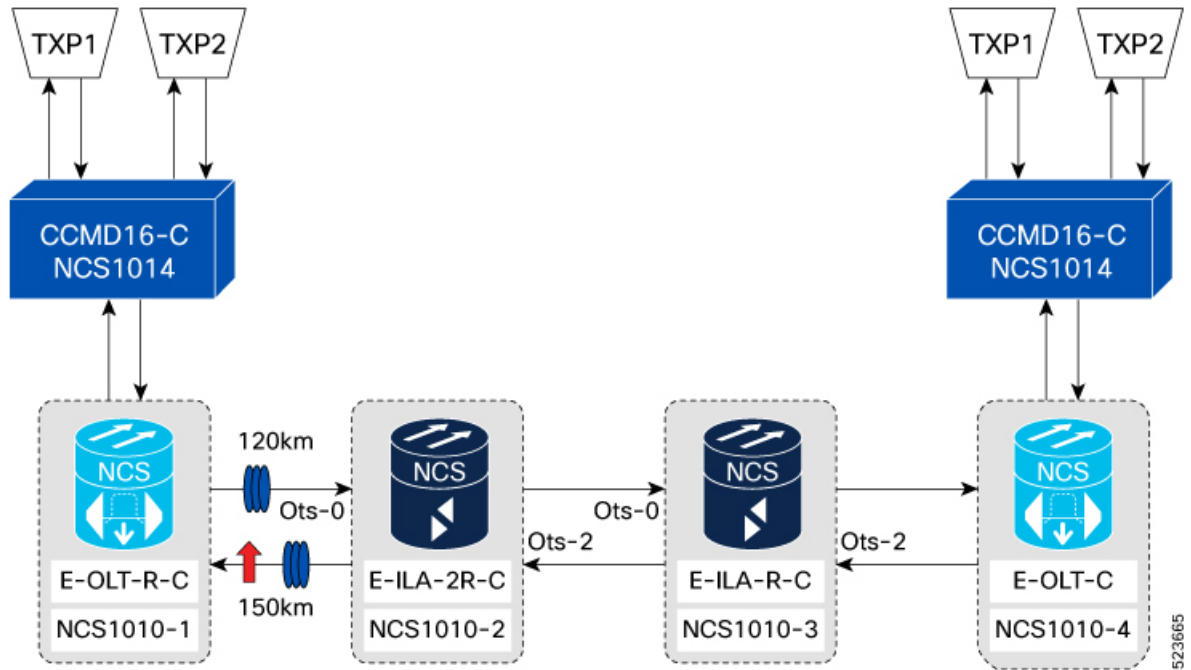 TXP1
TXP2
TXP1
TXP2
CCMD16-C
NCS1014
CCMD16-C
NCS1014
120km
NCS
NCS
NCS
NCS
Ots-0
Ots-0
Ots-2
Ots-2
150km
E-OLT-R-C
E-ILA-2R-C
E-ILA-R-C
E-OLT-C
NCS1010-1
NCS1010-2
NCS1010-3
NCS1010-4
523665